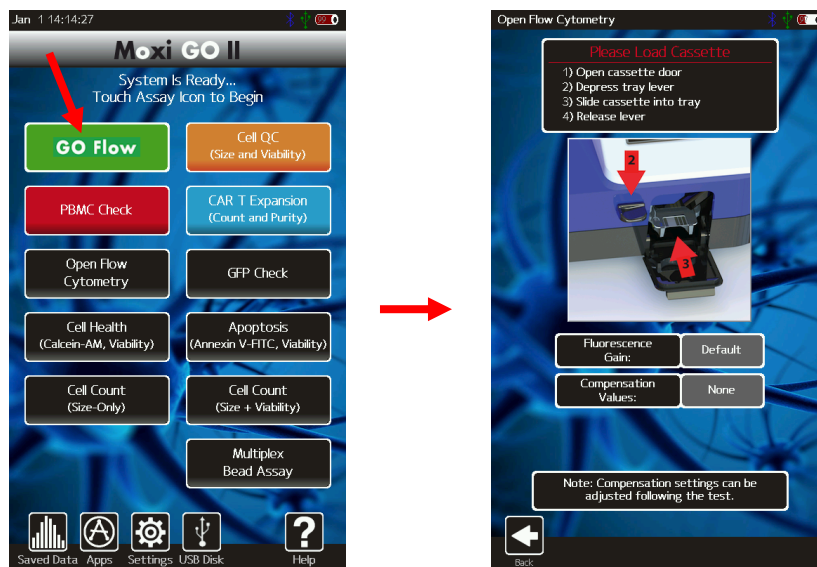 Jan 1 14:14:27
99
Moxi GO II
System Is Ready...
Touch Assay Icon to Begin
GO Flow
Cell QC
(Size and Viability)
PBMC Check
CAR T Expansion
(Count and Purity)
Open Flow
Cytometry
GFP Check
Cell Health
(Calcein-AM, Viability)
Apoptosis
(Annexin V-FITC, Viability)
Cell Count
(Size-Only)
Cell Count
(Size + Viability)
Multiplex
Bead Assay
Saved Data
Apps
Settings
USB Disk
?
Help
Open Flow Cytometry
Please Load Cassette
1) Open cassette door
2) Depress tray lever
3) Slide cassette into tray
4) Release lever
2
3
Fluorescence
Gain:
Default
Compensation
Values:
None
Note: Compensation settings can be
adjusted following the test.
Back